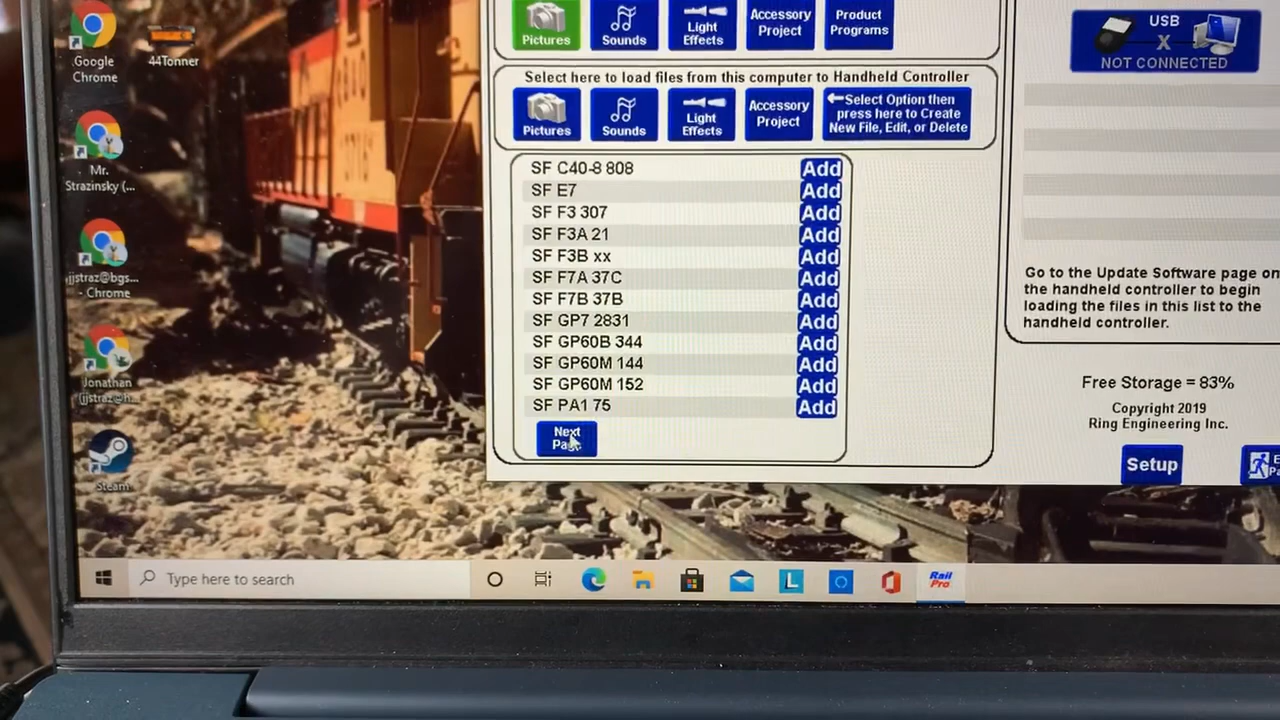 Google
Chrome
44Tonner
Mr.
Strazinsky (...
jjstraz@bgs...
- Chrome
Jonathan
(jjstraz@h...
Steam
Pictures
Sounds
Light
Effects
Accessory
Project
Product
Programs
Select here to load files from this computer to Handheld Controller
Pictures
Sounds
Light
Effects
Accessory
Project
Select Option then
press here to Create
New File, Edit, or Delete
SF C40-8 808 Add
SF E7 Add
SF F3 307 Add
SF F3A 21 Add
SF F3B xx Add
SF F7A 37C Add
SF F7B 37B Add
SF GP7 2831 Add
SF GP60B 344 Add
SF GP60M 144 Add
SF GP60M 152 Add
SF PA1 75 Add
Next
Page
USB
X
NOT CONNECTED
Go to the Update Software page on
the handheld controller to begin
loading the files in this list to the
handheld controller.
Free Storage = 83%
Copyright 2019
Ring Engineering Inc.
Setup
Type here to search
L
Rail
Pro